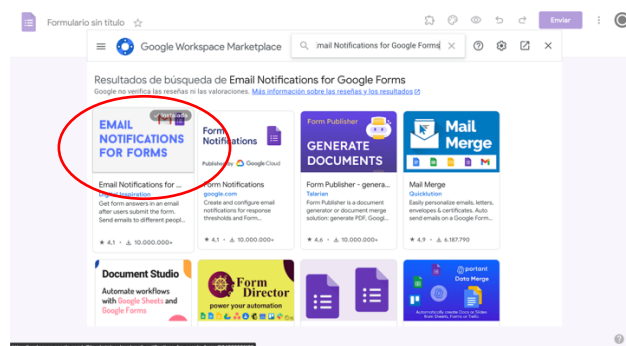 Formulario sin título
Enviar
Google Workspace Marketplace
Email Notifications for Google Forms
Resultados de búsqueda de Email Notifications for Google Forms
Google no verifica las reseñas ni las valoraciones. Más información sobre las reseñas y los resultados
EMAIL
NOTIFICATIONS
FOR FORMS
Email Notifications for ...
Digital Inspiration
Get form answers in an email
after users submit the form.
Send emails to different peopl...
4,1 • 10.000.000+
Form
Notifications
Published by Google Cloud
Form Notifications
google.com
Create and configure email
notifications for response
thresholds and Form...
4,1 • 10.000.000+
Form Publisher
GENERATE
DOCUMENTS
Form Publisher - genera...
Talarian
Form Publisher is a document
generator or document merge
solution: generate PDF, Googl...
4,6 • 10.000.000+
Mail
Merge
Mail Merge
Quicklution
Easily personalize emails, letters,
envelopes & certificates. Auto
send emails on a Google Form...
4,9 • 6.187.790
Document Studio
Automate workflows
with Google Sheets and
Google Forms
Form
Director
power your automation
portant
Data Merge
Automatically create Docs or Slides
from Sheets, Forms or Trello